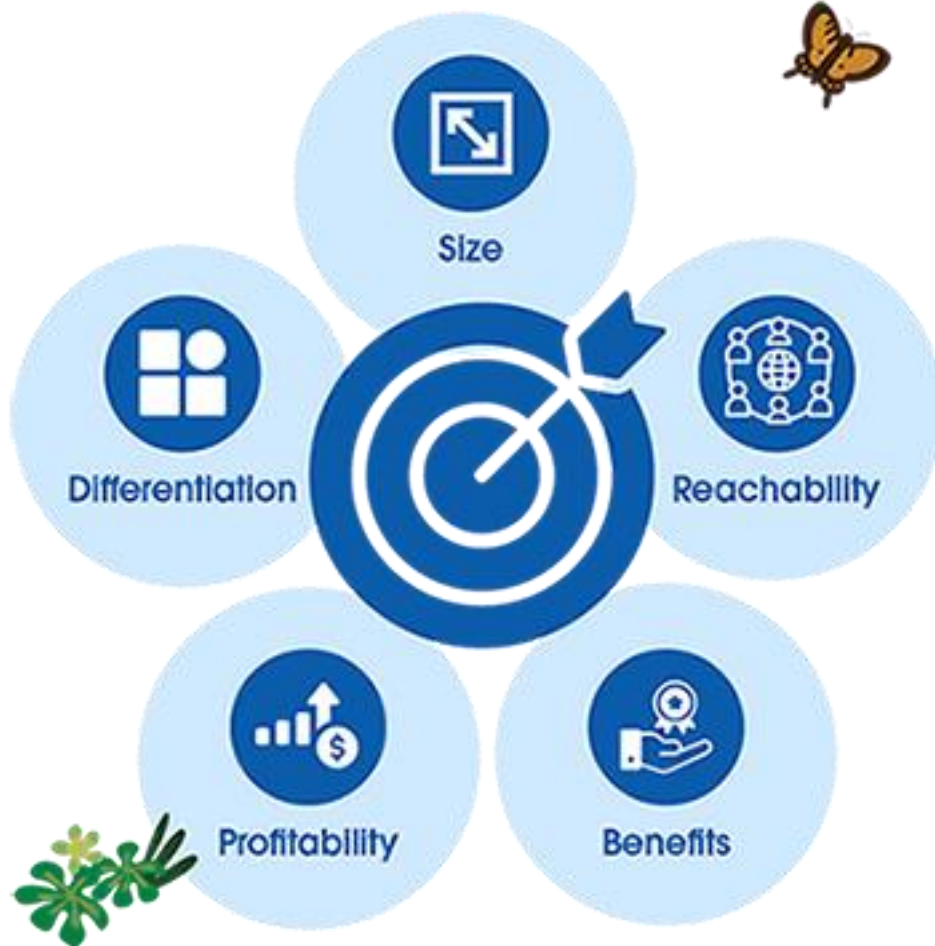 Size
Differentiation
Reachability
$
Profitability
Benefits